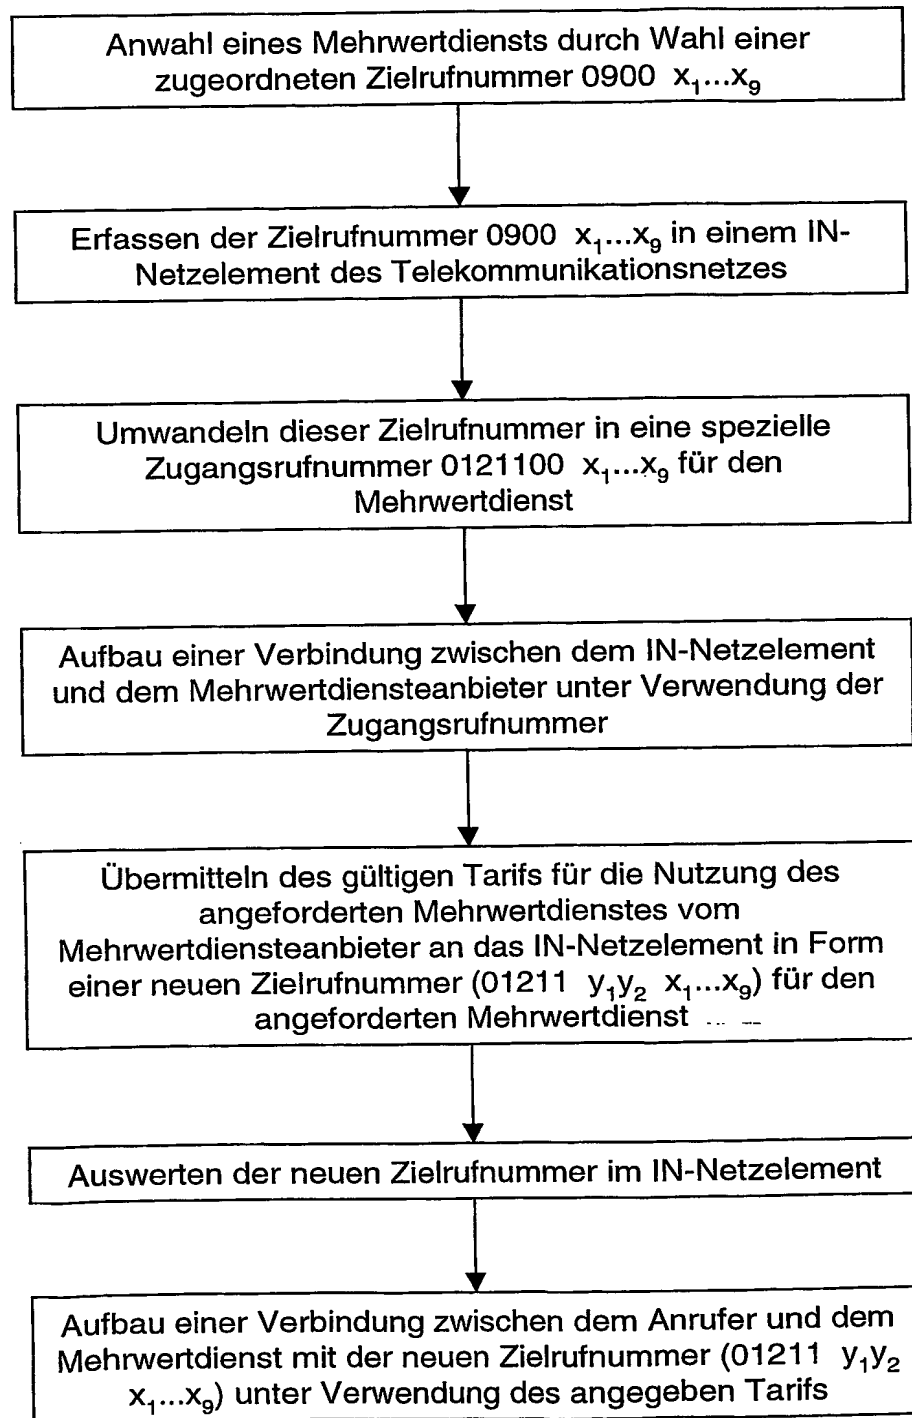 Anwahl eines Mehrwertdiensts durch Wahl einer
zugeordneten Zielrufnummer 0900 x₁...x₉
Erfassen der Zielrufnummer 0900 x₁...x₉ in einem IN-
Netzelement des Telekommunikationsnetzes
Umwandeln dieser Zielrufnummer in eine spezielle
Zugangsrufnummer 0121100 x₁...x₉ für den
Mehrwertdienst
Aufbau einer Verbindung zwischen dem IN-Netzelement
und dem Mehrwertdiensteanbieter unter Verwendung der
Zugangsrufnummer
Übermitteln des gültigen Tarifs für die Nutzung des
angeforderten Mehrwertdienstes vom
Mehrwertdiensteanbieter an das IN-Netzelement in Form
einer neuen Zielrufnummer (01211 y₁y₂ x₁...x₉) für den
angeforderten Mehrwertdienst
Auswerten der neuen Zielrufnummer im IN-Netzelement
Aufbau einer Verbindung zwischen dem Anrufer und dem
Mehrwertdienst mit der neuen Zielrufnummer (01211 y₁y₂
x₁...x₉) unter Verwendung des angegeben Tarifs